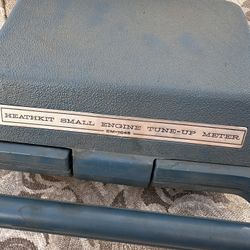 HEATHKIT SMALL ENGINE TUNE-UP METER
CM-1045